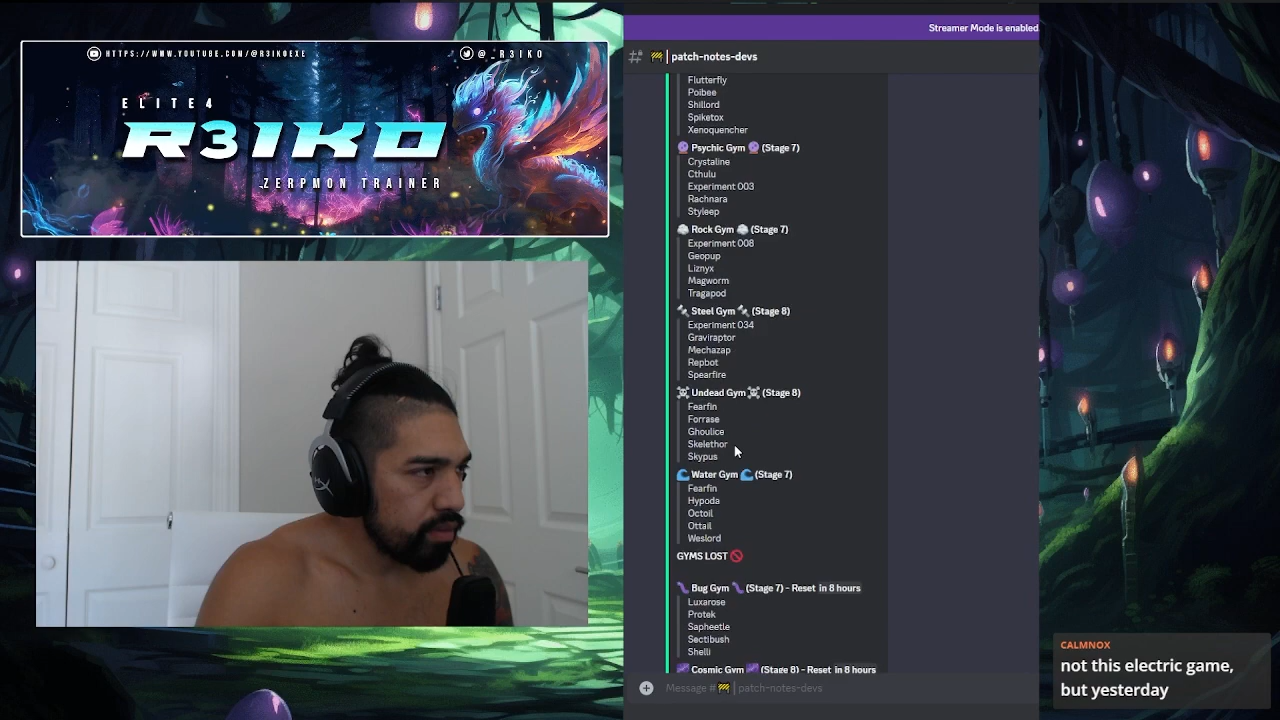 HTTPS://WWW.YOUTUBE.COM/@R3IKOEXE
@_R3IKO
ELITE4
R3IKO
ZERPMON TRAINER
Streamer Mode is enabled
patch-notes-devs
Flutterfly
Poibee
Shillord
Spiketox
Xenoquencher
Psychic Gym (Stage 7)
Crystaline
Cthulu
Experiment 003
Rachnara
Styleep
Rock Gym (Stage 7)
Experiment 008
Geopup
Liznyx
Magworm
Tragapod
Steel Gym (Stage 8)
Experiment 034
Graviraptor
Mechazap
Repbot
Spearfire
Undead Gym (Stage 8)
Fearfin
Forrase
Ghoulice
Skelethor
Skypus
Water Gym (Stage 7)
Fearfin
Hypoda
Octoil
Ottail
Weslord
GYMS LOST
Bug Gym (Stage 7) - Reset in 8 hours
Luxarose
Protek
Sapheetle
Sectibush
Shelli
Cosmic Gym (Stage 8) - Reset in 8 hours
Message # | patch-notes-devs
CALMNOX
not this electric game,
but yesterday